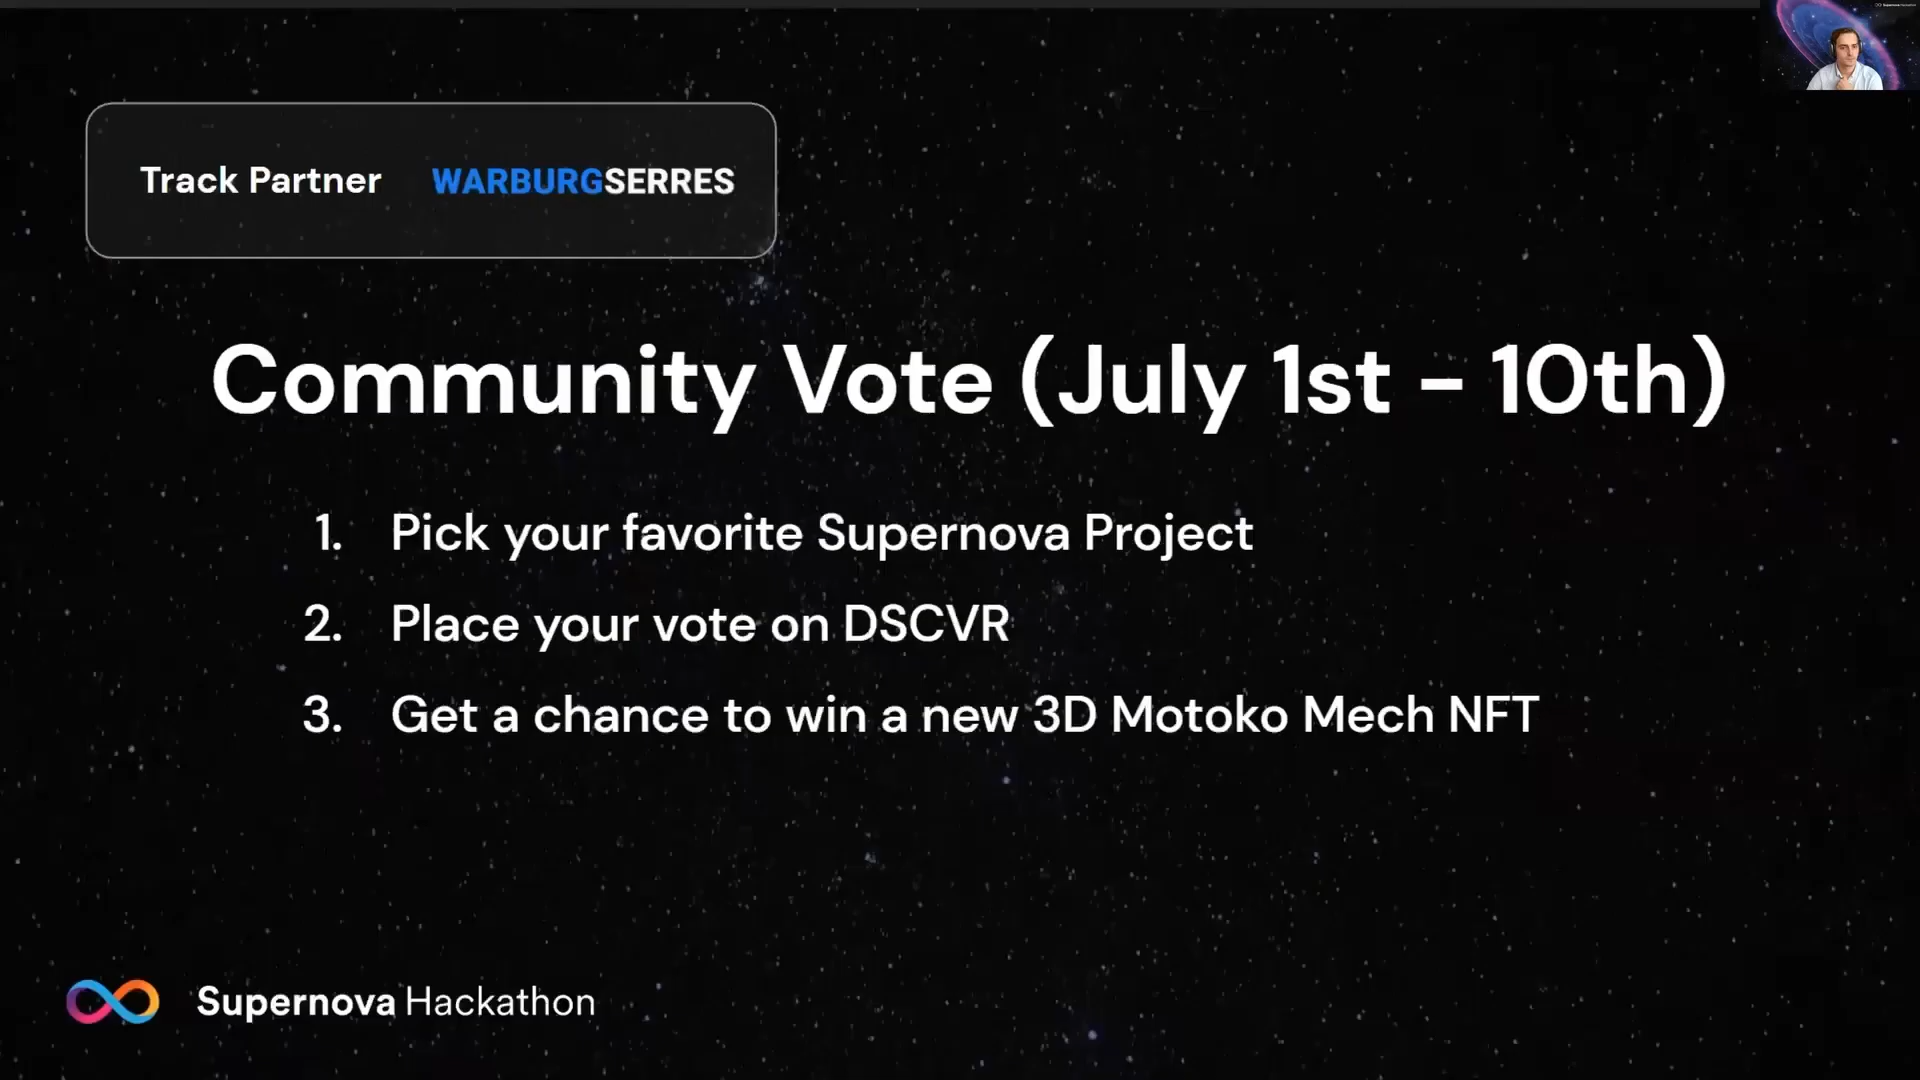 Track Partner WARBURGSERRES
Community Vote (July 1st - 10th)
1. Pick your favorite Supernova Project
2. Place your vote on DSCVR
3. Get a chance to win a new 3D Motoko Mech NFT
Supernova Hackathon